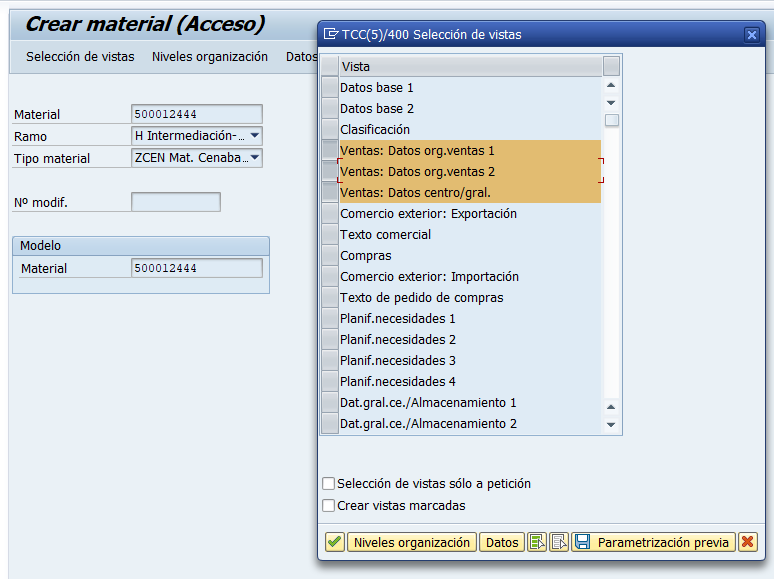 Crear material (Acceso)
Selección de vistas Niveles organización Datos
Material 500012444
Ramo H Intermediación-...
Tipo material ZCEN Mat. Cenaba...
Nº modif.
Modelo
Material 500012444
TCC(5)/400 Selección de vistas
Vista
Datos base 1
Datos base 2
Clasificación
Ventas: Datos org.ventas 1
Ventas: Datos org.ventas 2
Ventas: Datos centro/gral.
Comercio exterior: Exportación
Texto comercial
Compras
Comercio exterior: Importación
Texto de pedido de compras
Planif.necesidades 1
Planif.necesidades 2
Planif.necesidades 3
Planif.necesidades 4
Dat.gral.ce./Almacenamiento 1
Dat.gral.ce./Almacenamiento 2
Selección de vistas sólo a petición
Crear vistas marcadas
Niveles organización Datos Parametrización previa